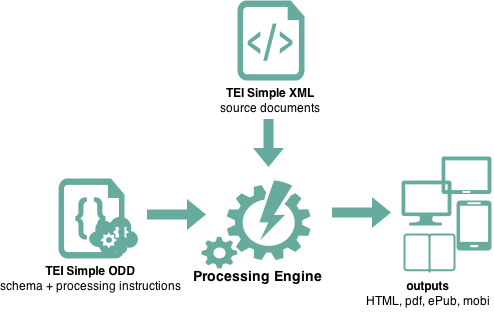 </>
TEI Simple XML
source documents
{}
TEI Simple ODD
schema + processing instructions
Processing Engine
outputs
HTML, pdf, ePub, mobi